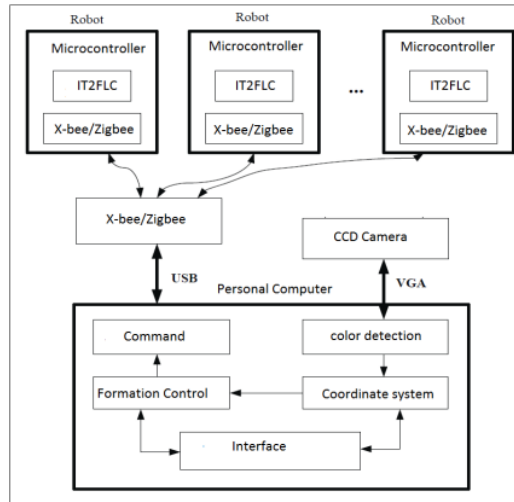 Robot
Robot
Robot
Microcontroller
Microcontroller
Microcontroller
IT2FLC
IT2FLC
IT2FLC
...
X-bee/Zigbee
X-bee/Zigbee
X-bee/Zigbee
X-bee/Zigbee
CCD Camera
USB
VGA
Personal Computer
Command
color detection
Formation Control
Coordinate system
Interface